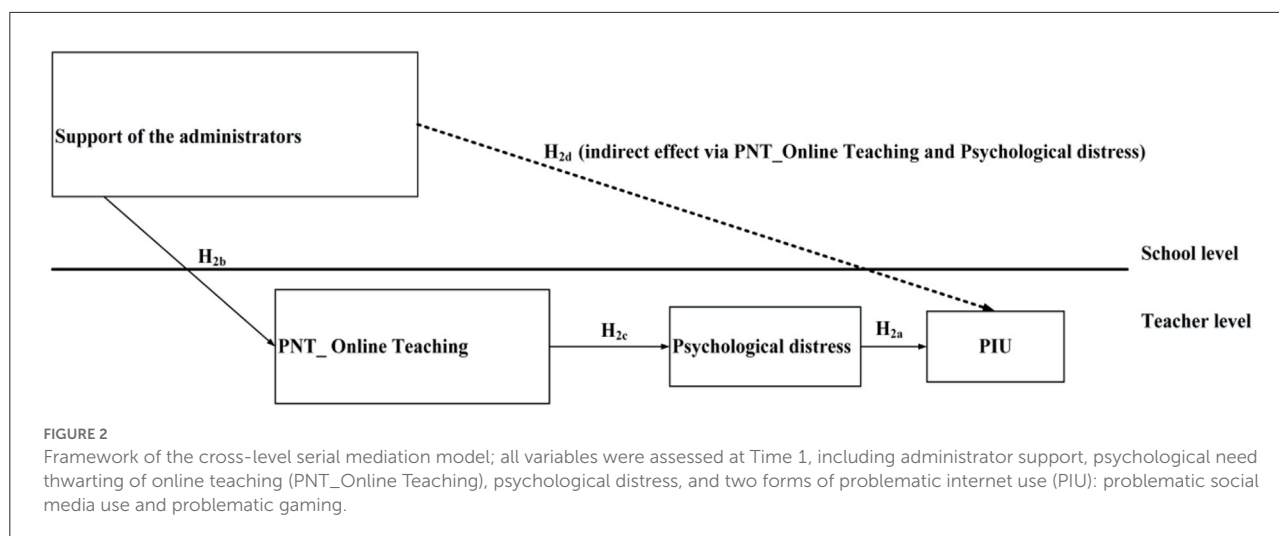 Support of the administrators
H2d (indirect effect via PNT_Online Teaching and Psychological distress)
H2b
School level
Teacher level
PNT_ Online Teaching
H2c
Psychological distress
H2a
PIU
FIGURE 2
Framework of the cross-level serial mediation model; all variables were assessed at Time 1, including administrator support, psychological need
thwarting of online teaching (PNT_Online Teaching), psychological distress, and two forms of problematic internet use (PIU): problematic social
media use and problematic gaming.